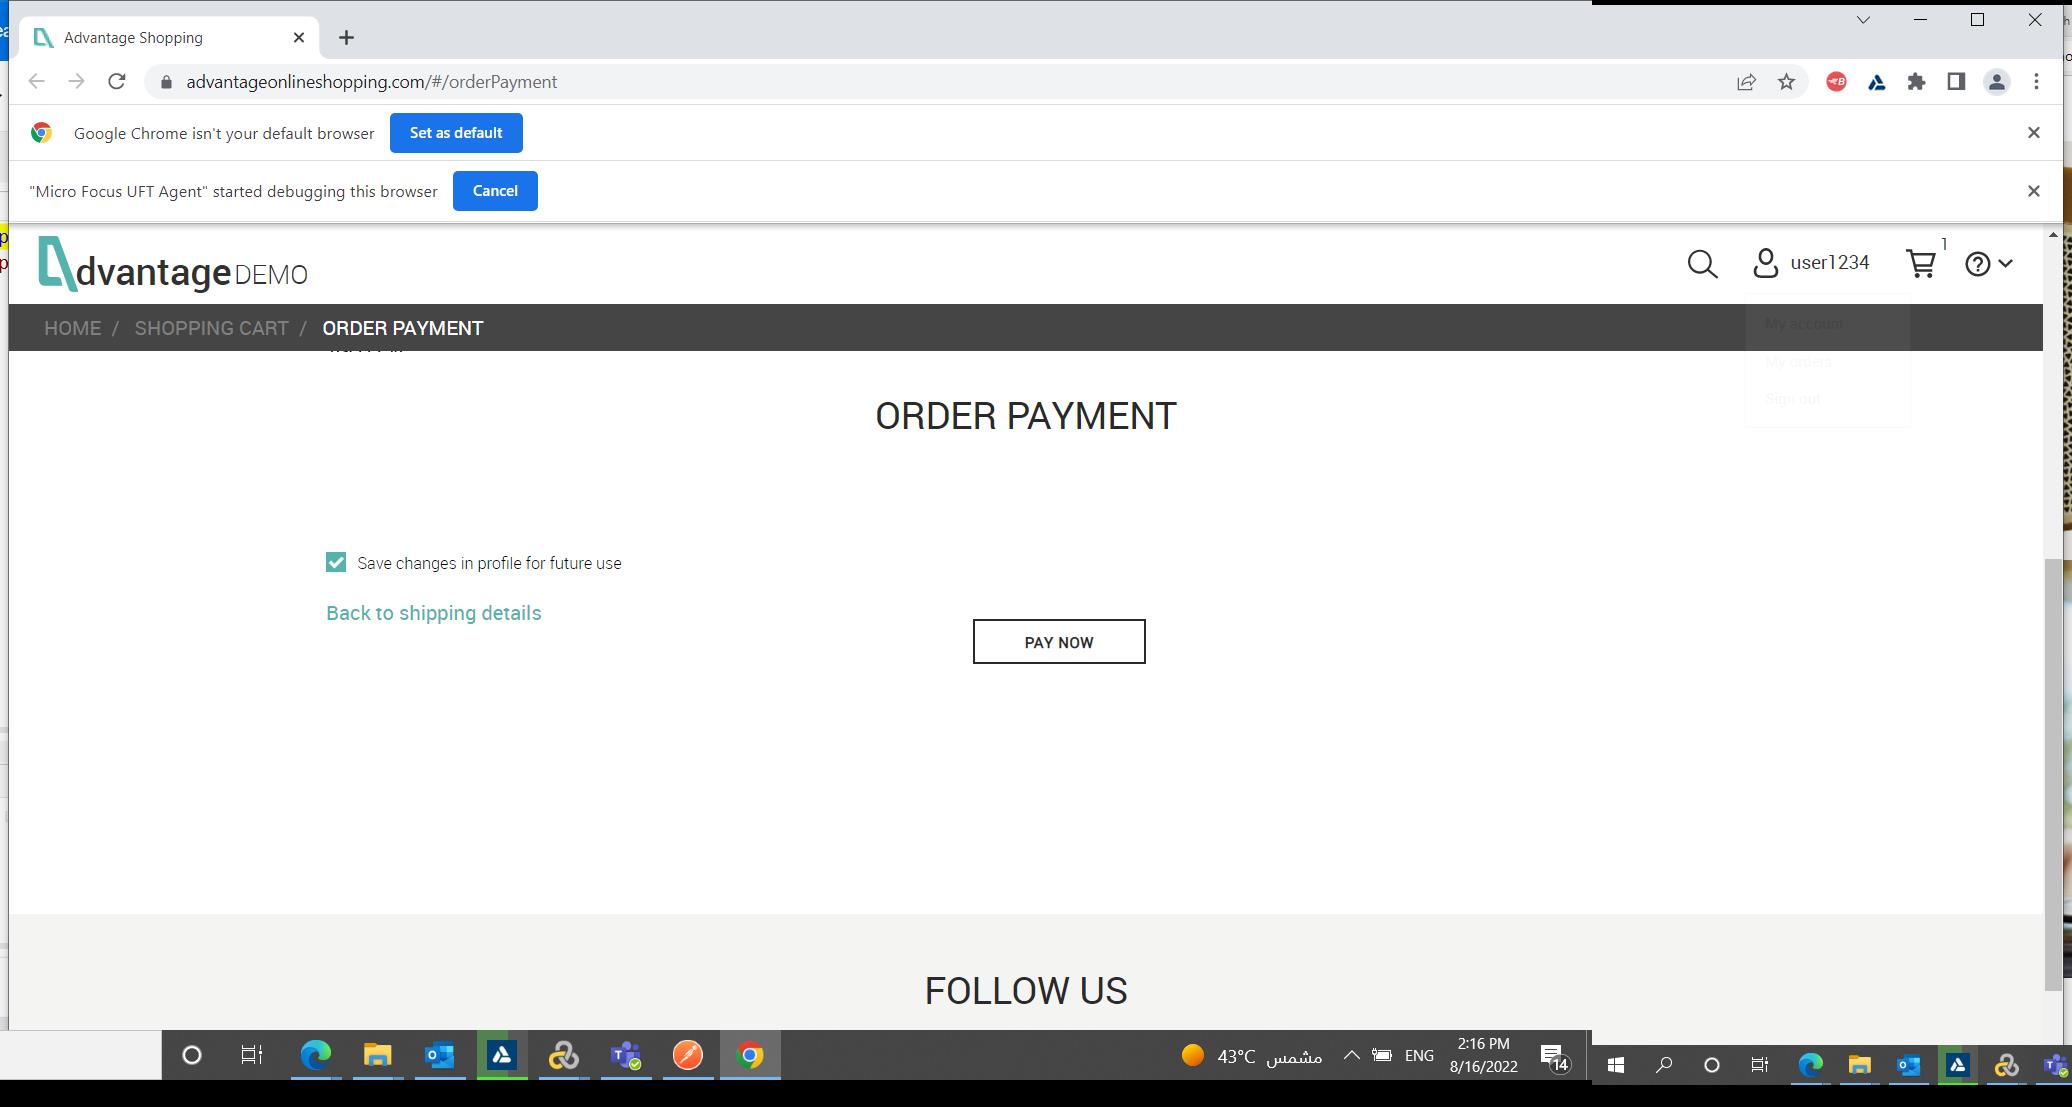 Advantage Shopping
advantageonlineshopping.com/#/orderPayment
Google Chrome isn't your default browser
Set as default
"Micro Focus UFT Agent" started debugging this browser
Cancel
dvantage DEMO
user1234
1
HOME / SHOPPING CART / ORDER PAYMENT
My account
My orders
Sign out
ORDER PAYMENT
Save changes in profile for future use
Back to shipping details
PAY NOW
FOLLOW US
43°C مشمس
ENG
2:16 PM
8/16/2022
14